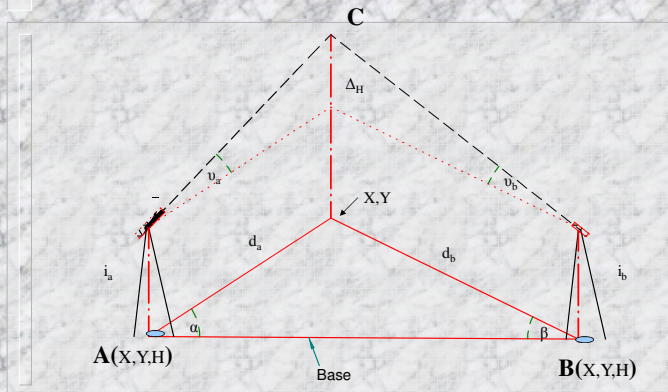 C
Δ_H
υ_a
υ_b
X,Y
d_a
d_b
i_a
i_b
α
β
A(X,Y,H)
B(X,Y,H)
Base